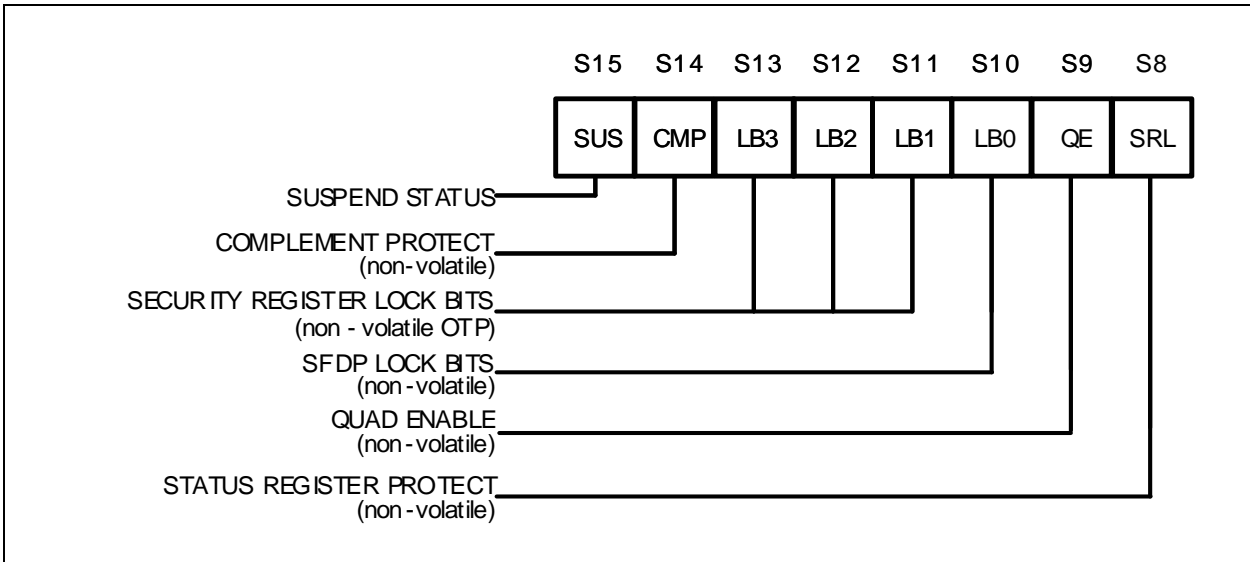 S15 S14 S13 S12 S11 S10 S9 S8
SUS CMP LB3 LB2 LB1 LB0 QE SRL
SUSPEND STATUS
COMPLEMENT PROTECT
(non-volatile)
SECURITY REGISTER LOCK BITS
(non - volatile OTP)
SFDP LOCK BITS
(non-volatile)
QUAD ENABLE
(non-volatile)
STATUS REGISTER PROTECT
(non-volatile)